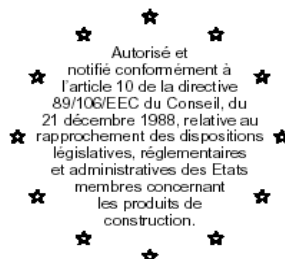 Autorisé et
notifié conformément à
l'article 10 de la directive
89/106/EEC du Conseil, du
21 décembre 1988, relative au
rapprochement des dispositions
législatives, réglementaires
et administratives des Etats
membres concernant
les produits de
construction.